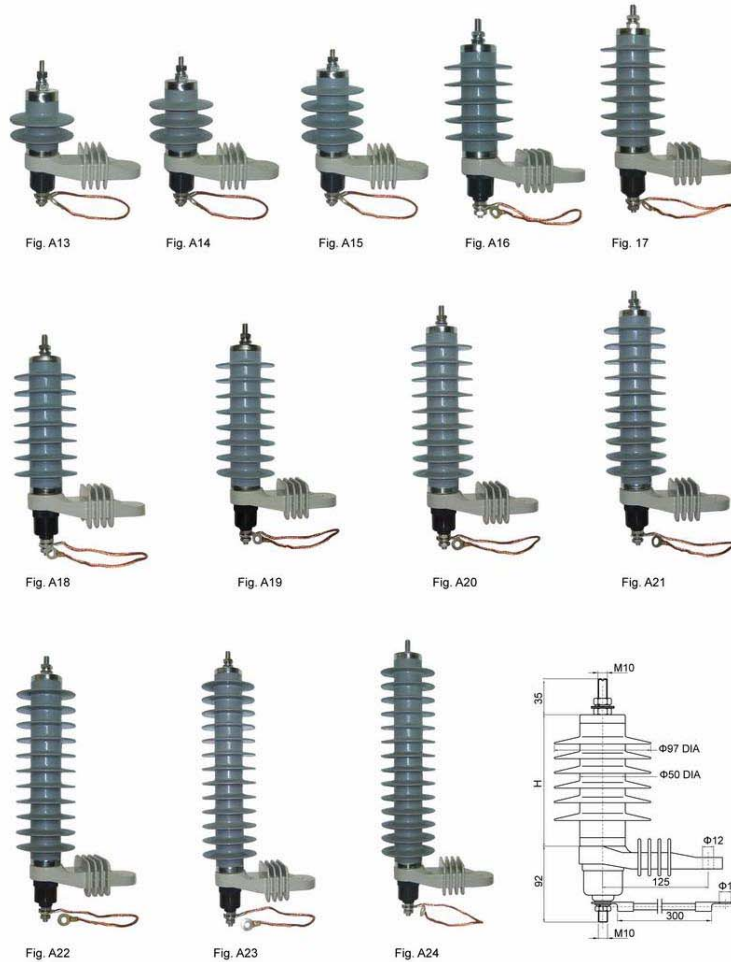 Fig. A13
Fig. A14
Fig. A15
Fig. A16
Fig. 17
Fig. A18
Fig. A19
Fig. A20
Fig. A21
M10
35
Φ97 DIA
H
Φ50 DIA
Φ12
125
92
300
M10
Fig. A22
Fig. A23
Fig. A24